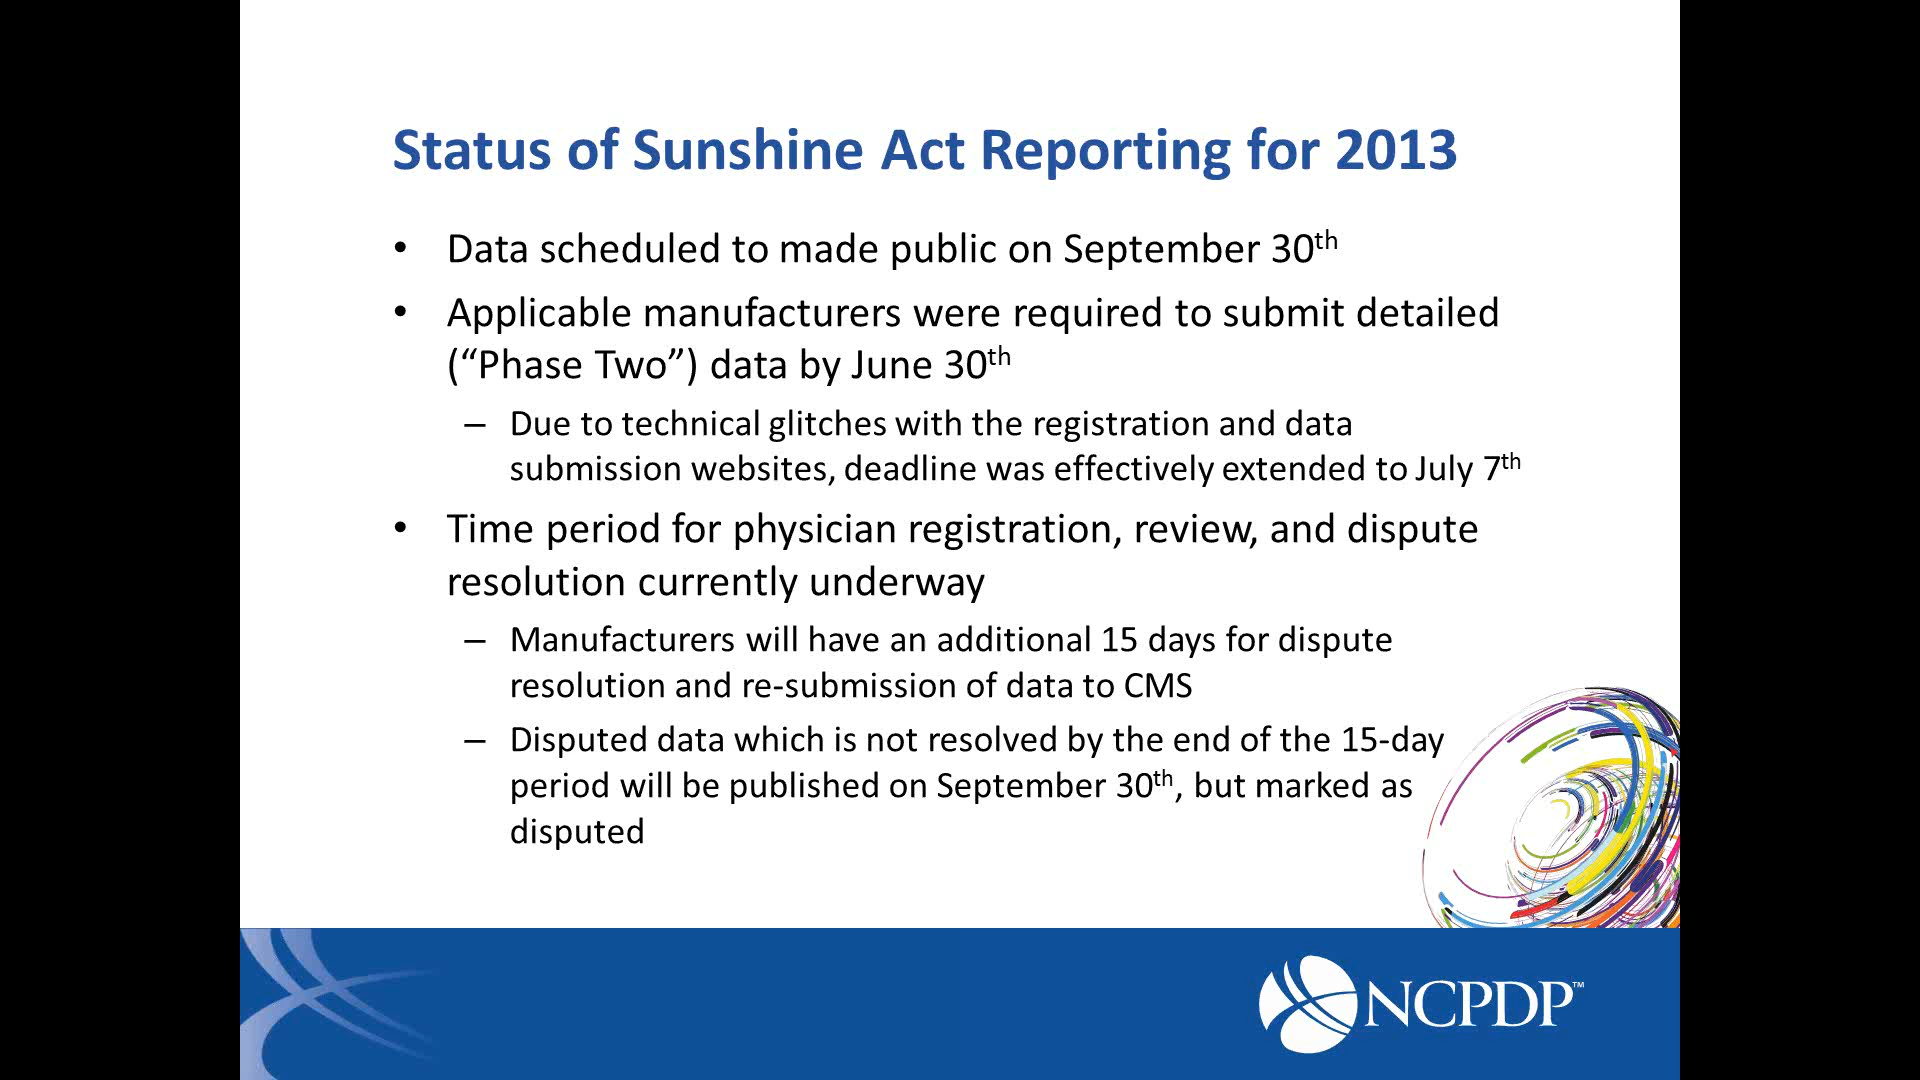 Status of Sunshine Act Reporting for 2013
• Data scheduled to made public on September 30th
• Applicable manufacturers were required to submit detailed
(“Phase Two”) data by June 30th
– Due to technical glitches with the registration and data
submission websites, deadline was effectively extended to July 7th
• Time period for physician registration, review, and dispute
resolution currently underway
– Manufacturers will have an additional 15 days for dispute
resolution and re-submission of data to CMS
– Disputed data which is not resolved by the end of the 15-day
period will be published on September 30th, but marked as
disputed
NCPDP™